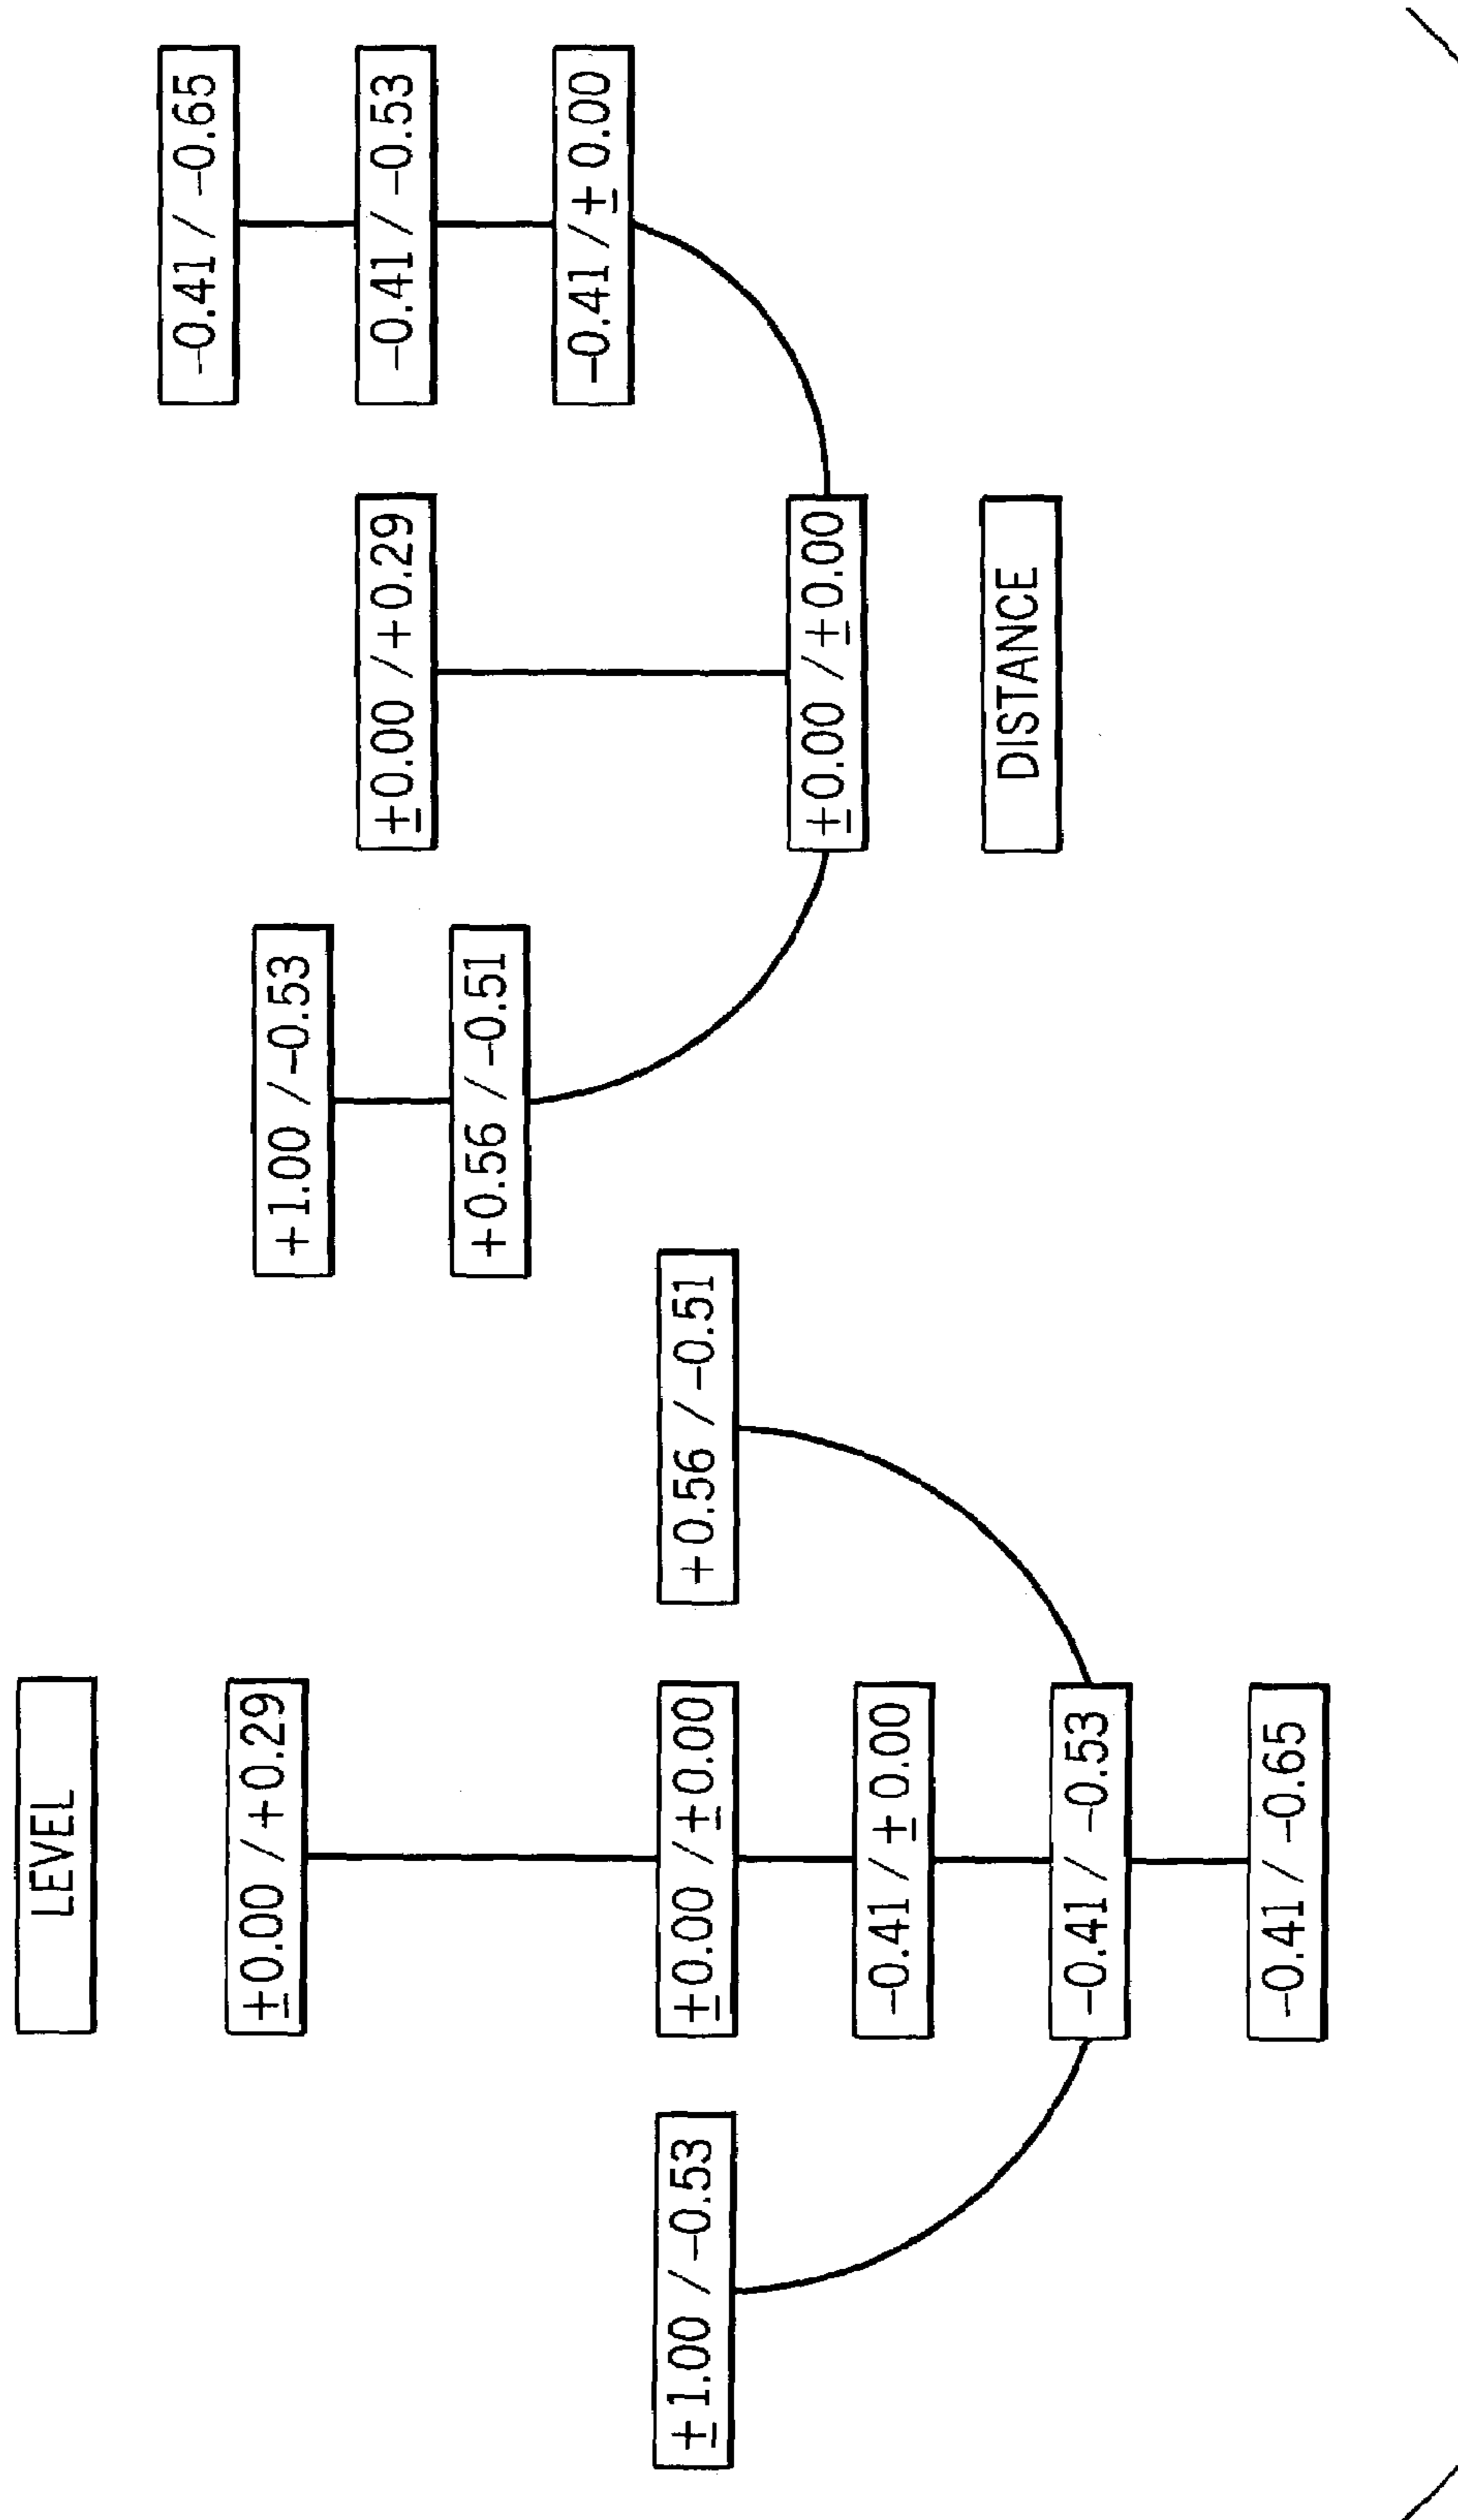 LEVEL
±0.00 / +0.29
±1.00 / -0.53
±0.00 / ±0.00
+0.56 / -0.51
-0.41 / ±0.00
-0.41 / -0.53
-0.41 / -0.65
-0.41 / -0.65
+1.00 / -0.53
±0.00 / +0.29
-0.41 / -0.53
+0.56 / -0.51
-0.41 / ±0.00
±0.00 / ±0.00
DISTANCE